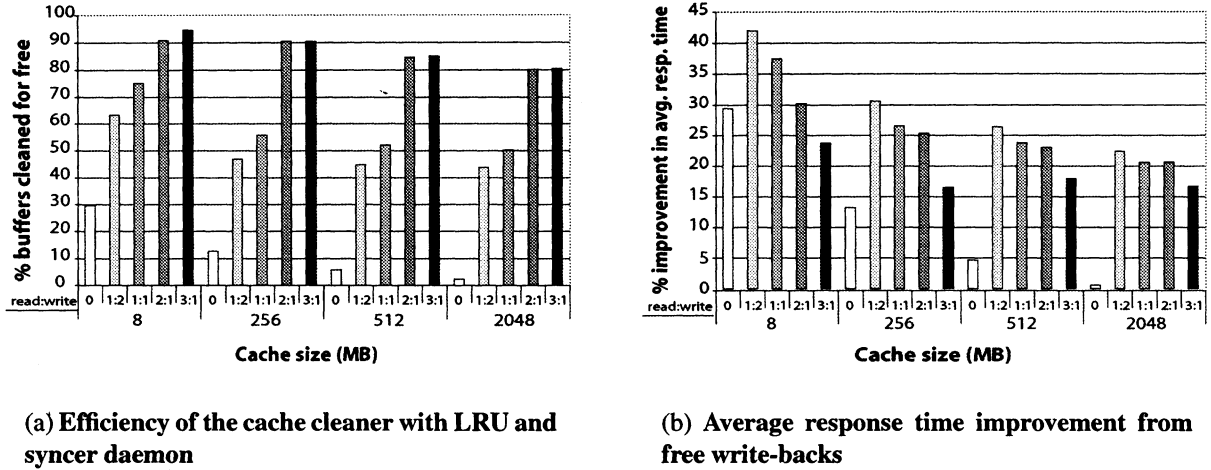 % buffers cleaned for free
100
90
80
70
60
50
40
30
20
10
0
read:write 0 1:2 1:1 2:1 3:1 0 1:2 1:1 2:1 3:1 0 1:2 1:1 2:1 3:1 0 1:2 1:1 2:1 3:1
8 256 512 2048
Cache size (MB)
(a) Efficiency of the cache cleaner with LRU and
syncer daemon
% improvement in avg. resp. time
45
40
35
30
25
20
15
10
5
0
read:write 0 1:2 1:1 2:1 3:1 0 1:2 1:1 2:1 3:1 0 1:2 1:1 2:1 3:1 0 1:2 1:1 2:1 3:1
8 256 512 2048
Cache size (MB)
(b) Average response time improvement from
free write-backs